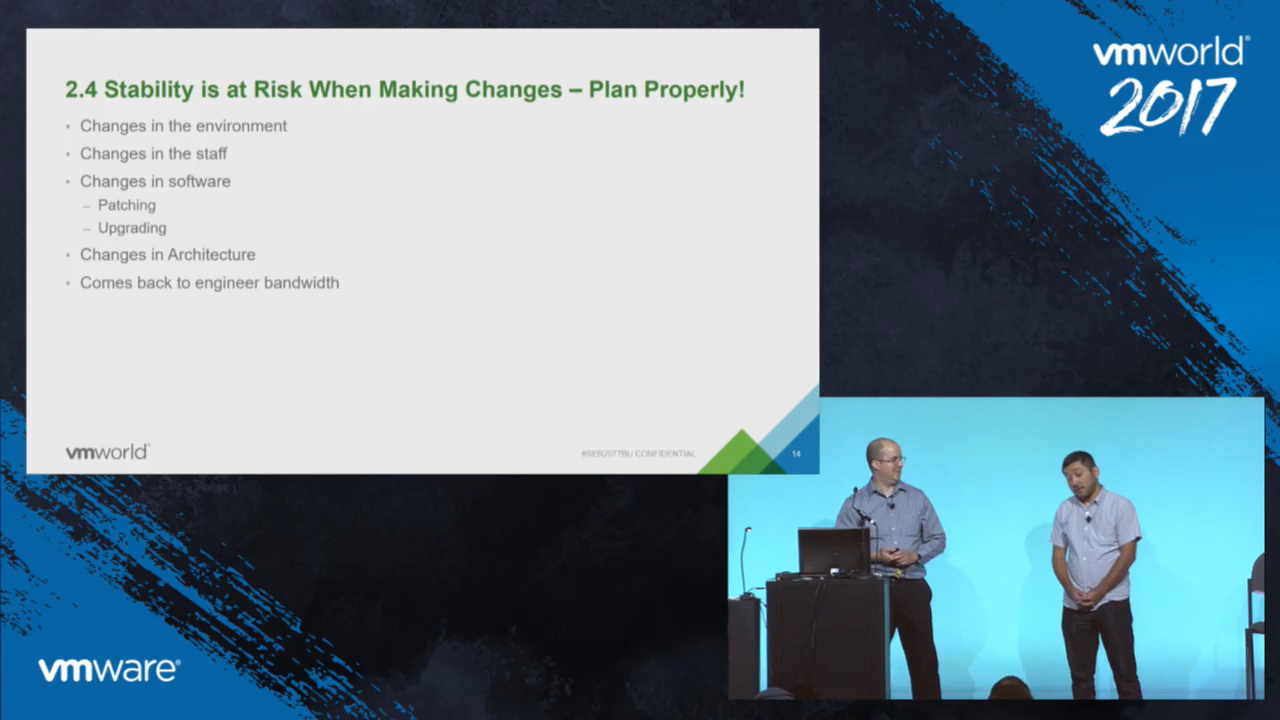 2.4 Stability is at Risk When Making Changes – Plan Properly!
• Changes in the environment
• Changes in the staff
• Changes in software
– Patching
– Upgrading
• Changes in Architecture
• Comes back to engineer bandwidth
vmworld®
#SER2077BU CONFIDENTIAL
14
vmworld®
2017
vmware®